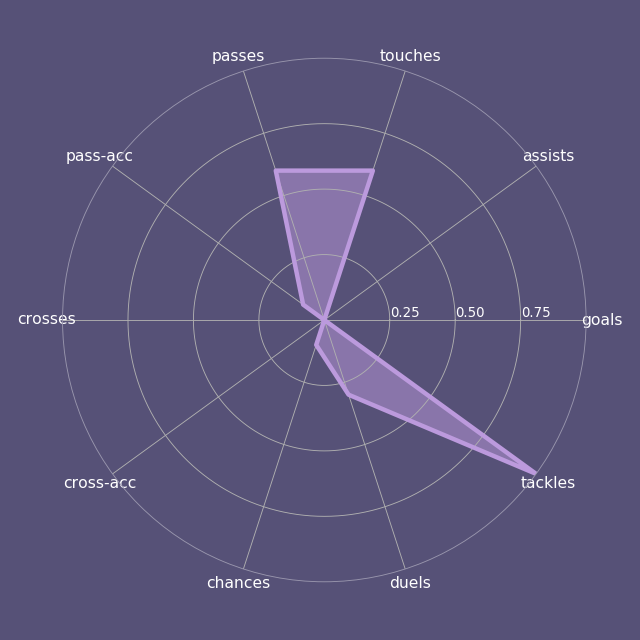 passes touches
pass-acc assists
crosses 0.25 0.50 0.75 goals
cross-acc tackles
chances duels